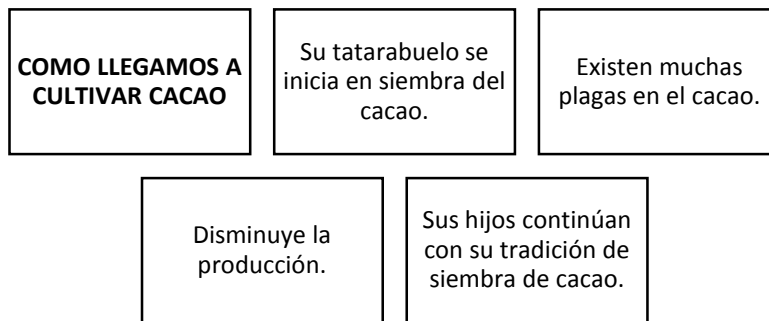 COMO LLEGAMOS A
CULTIVAR CACAO
Su tatarabuelo se
inicia en siembra del
cacao.
Existen muchas
plagas en el cacao.
Disminuye la
producción.
Sus hijos continúan
con su tradición de
siembra de cacao.